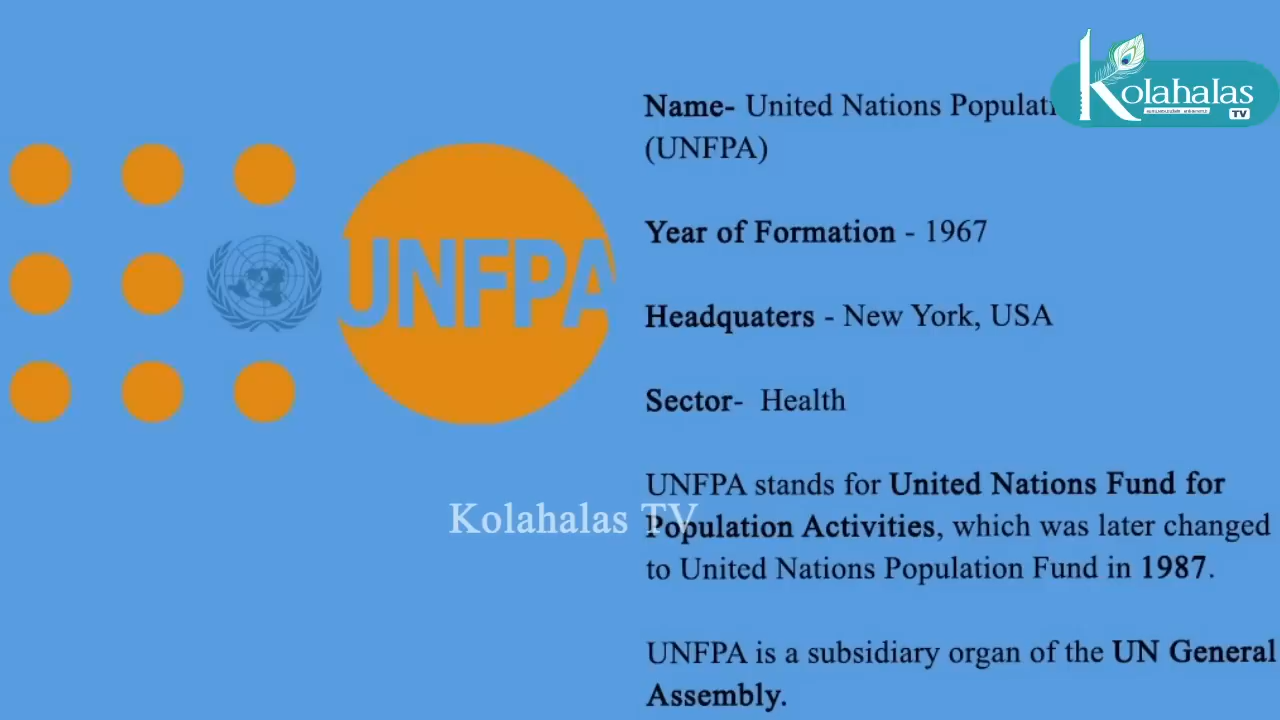 Kolahalas
TV
Name- United Nations
(UNFPA)
Year of Formation - 1967
UNFPA
Headquaters - New York, USA
Sector- Health
UNFPA stands for United Nations Fund for
Kolahalas TV
Population Activities, which was later changed
to United Nations Population Fund in 1987.
UNFPA is a subsidiary organ of the UN General
Assembly.